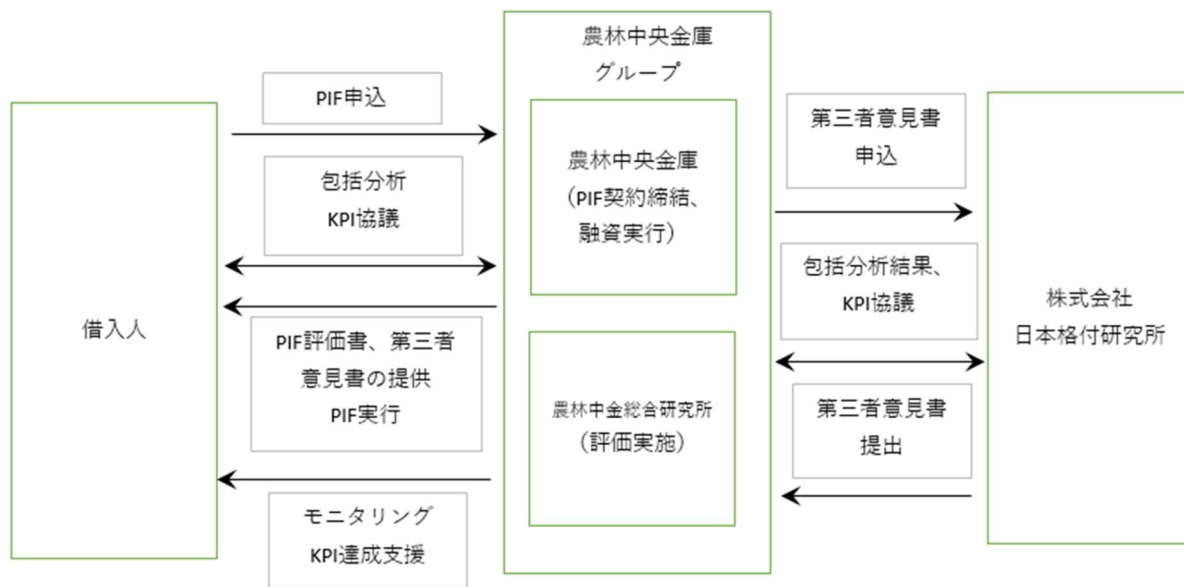 農林中央金庫
グループ
PIF申込
包括分析
KPI協議
借入人
PIF評価書、第三者
意見書の提供
PIF実行
モニタリング
KPI達成支援
農林中央金庫
(PIF契約締結、
融資実行)
農林中金総合研究所
(評価実施)
第三者意見書
申込
包括分析結果、
KPI協議
第三者意見書
提出
株式会社
日本格付研究所